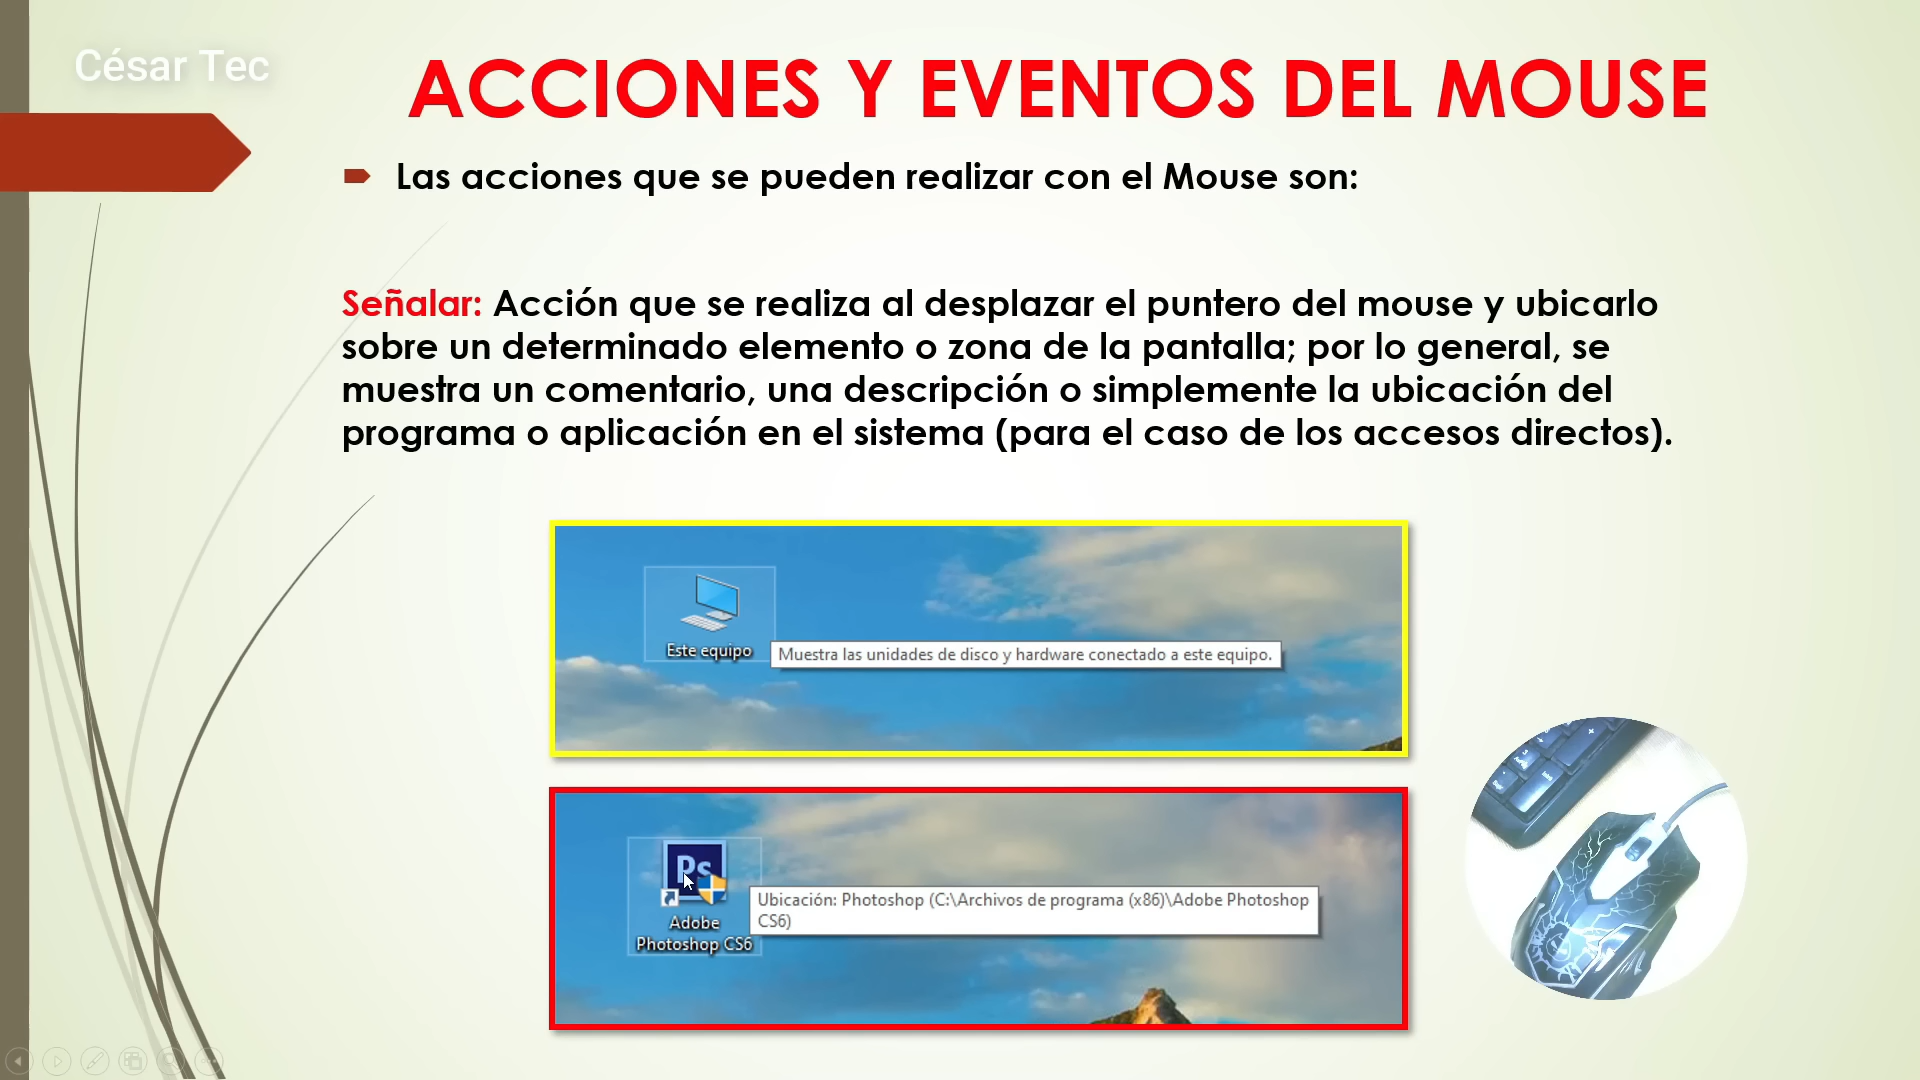 César Tec
ACCIONES Y EVENTOS DEL MOUSE
Las acciones que se pueden realizar con el Mouse son:
Señalar: Acción que se realiza al desplazar el puntero del mouse y ubicarlo
sobre un determinado elemento o zona de la pantalla; por lo general, se
muestra un comentario, una descripción o simplemente la ubicación del
programa o aplicación en el sistema (para el caso de los accesos directos).
Este equipo
Muestra las unidades de disco y hardware conectado a este equipo.
Ps
Adobe
Photoshop CS6
Ubicación: Photoshop (C:\Archivos de programa (x86)\Adobe Photoshop
CS6)